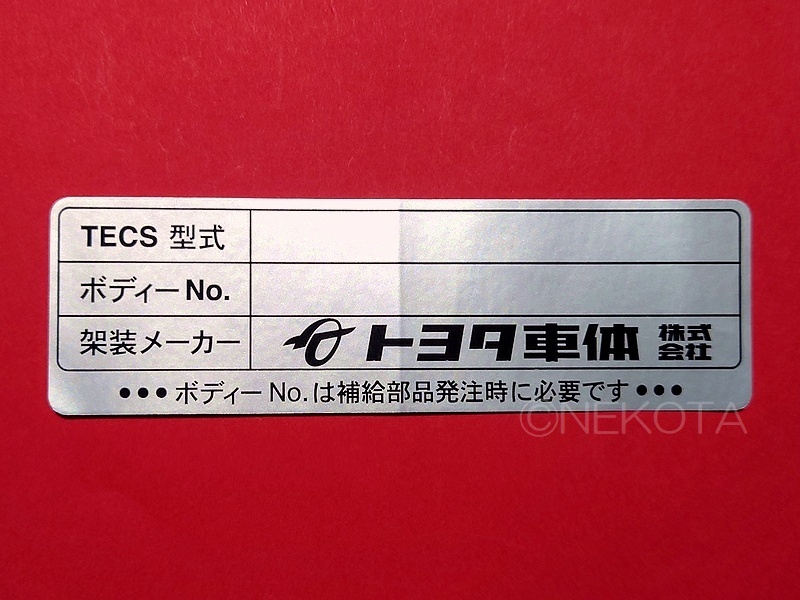 TECS 型式
ボディーNo.
架装メーカー トヨタ車体 株式会社
•••ボディー No.は補給部品発注時に必要です•••
©NEKOTA